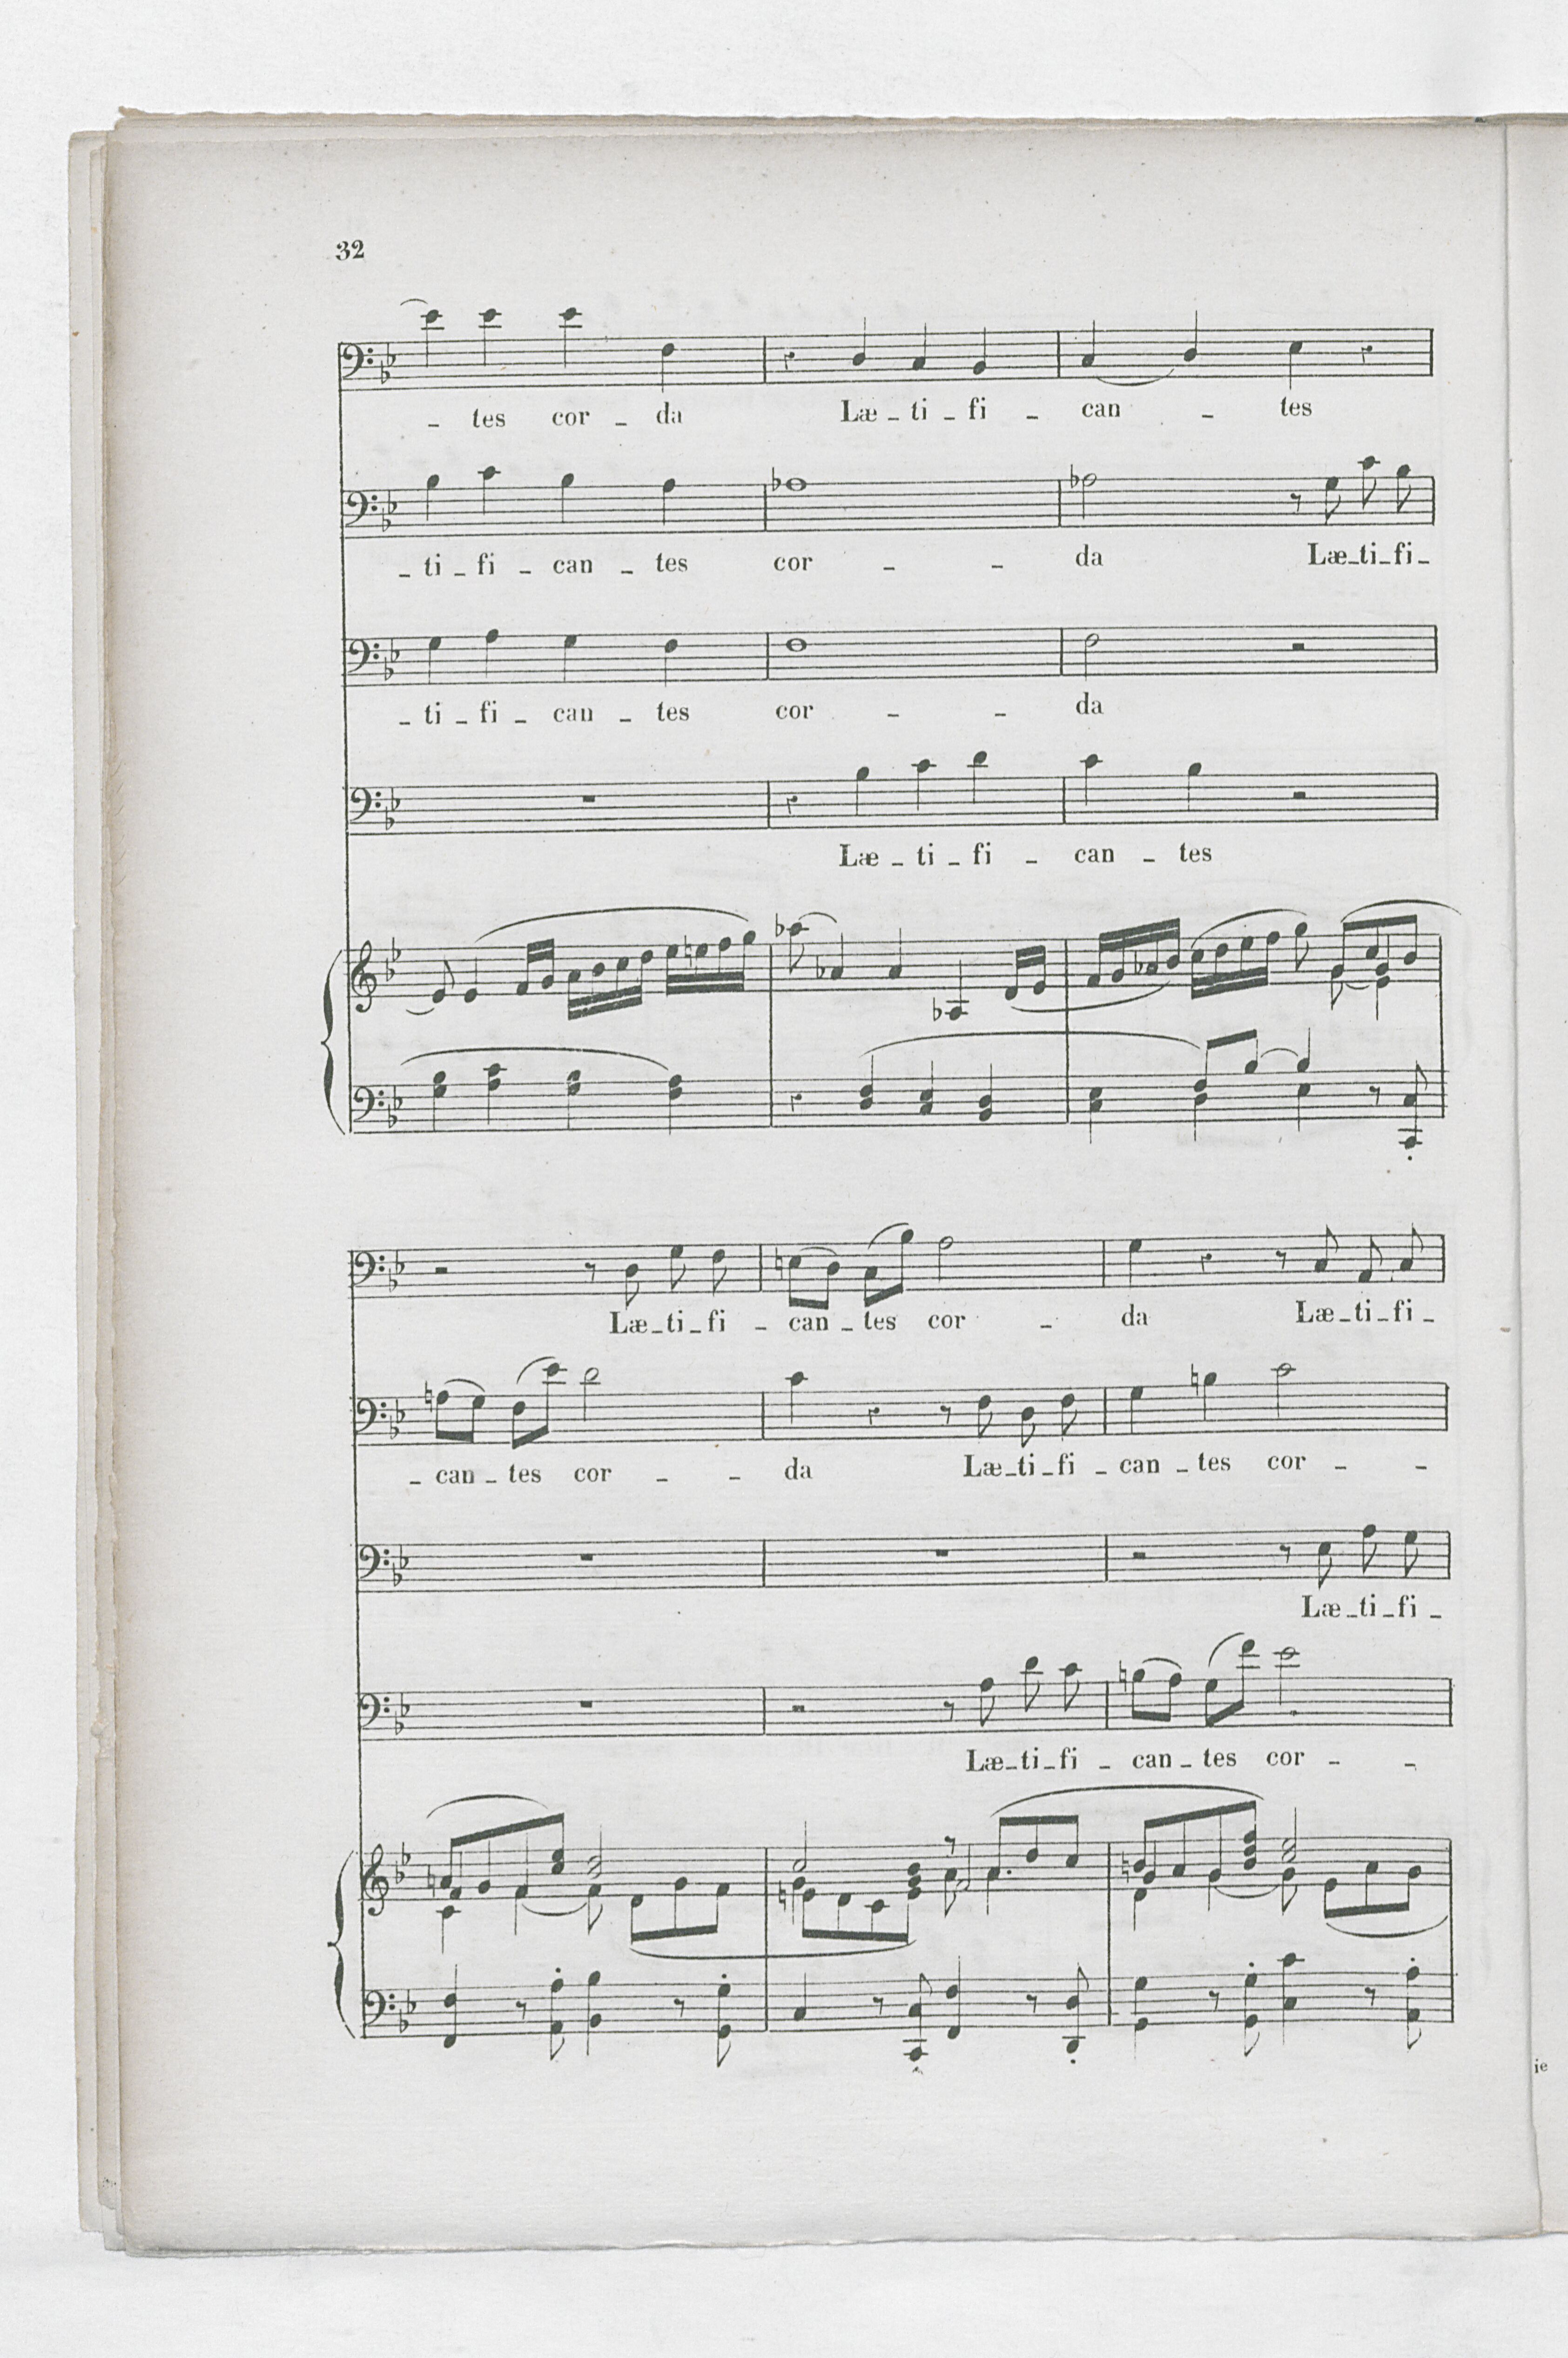 32
_ tes cor _ da Læ _ ti _ fi _ can _ tes
_ ti _ fi _ can _ tes cor _ _ da Læ_ti_fi_
_ ti _ fi _ can _ tes cor _ _ da
Læ _ ti _ fi _ can _ tes
Læ_ti_fi _ can _ tes cor _ da Læ_ti_fi_
_ can _ tes cor _ _ da Læ_ti_fi _ can _ tes cor _ _
Læ_ti_fi_
Læ_ti_fi _ can _ tes cor _ _
ie